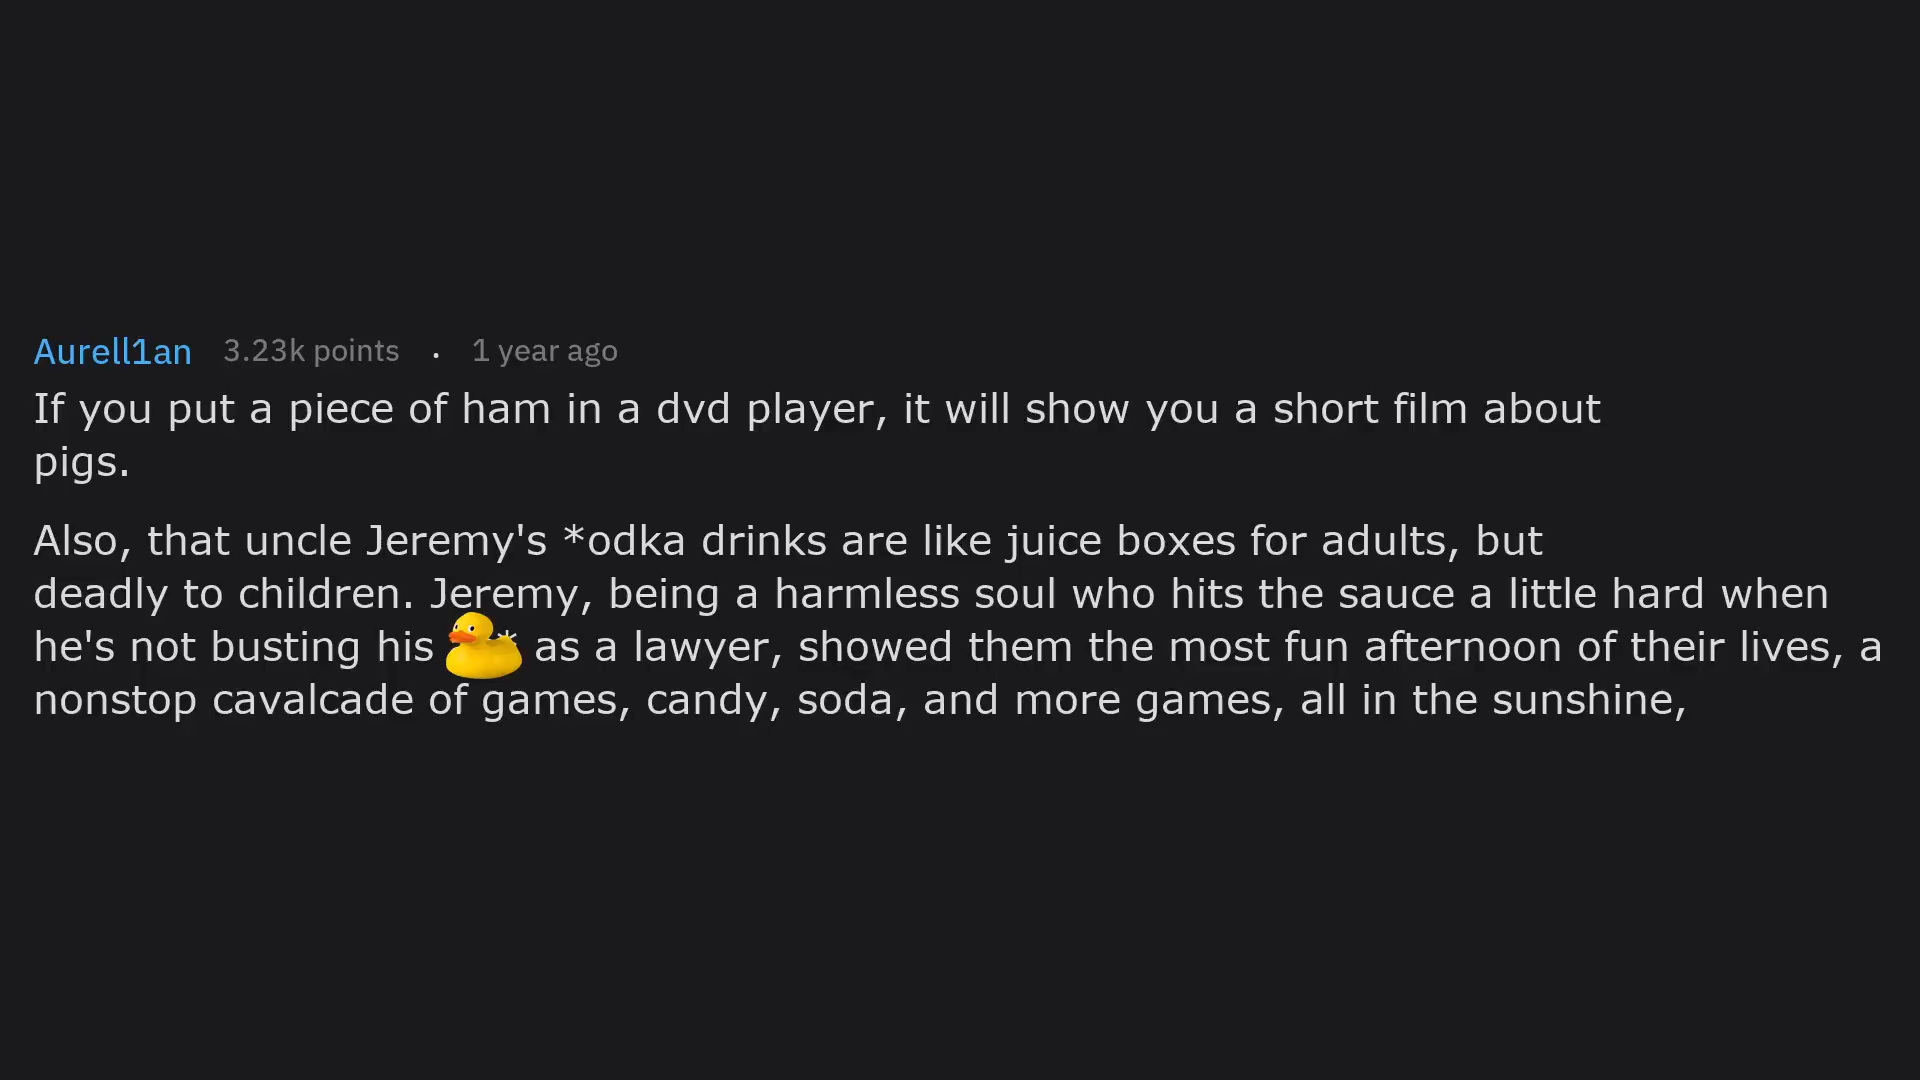 Aurell1an 3.23k points . 1 year ago
If you put a piece of ham in a dvd player, it will show you a short film about
pigs.
Also, that uncle Jeremy's *odka drinks are like juice boxes for adults, but
deadly to children. Jeremy, being a harmless soul who hits the sauce a little hard when
he's not busting his * as a lawyer, showed them the most fun afternoon of their lives, a
nonstop cavalcade of games, candy, soda, and more games, all in the sunshine,